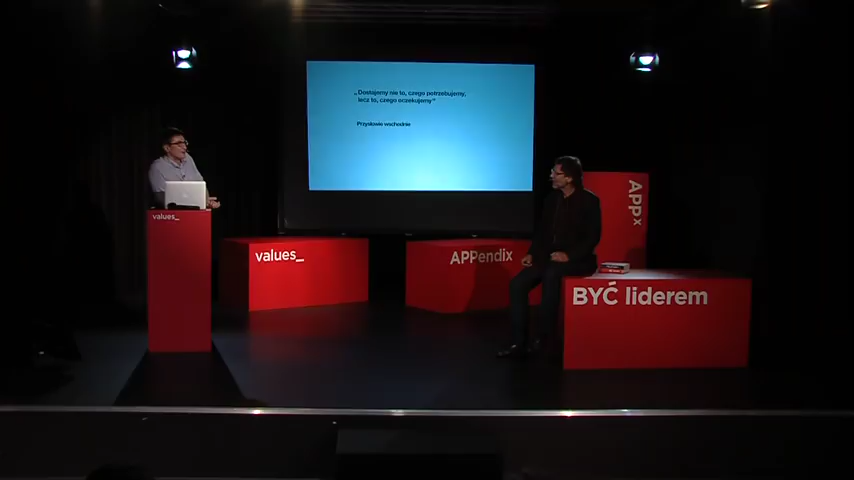 „Dostajemy nie to, czego potrzebujemy,
lecz to, czego oczekujemy”
Przysłowie wschodnie
values_
values_
APPendix
APPx
BYĆ liderem